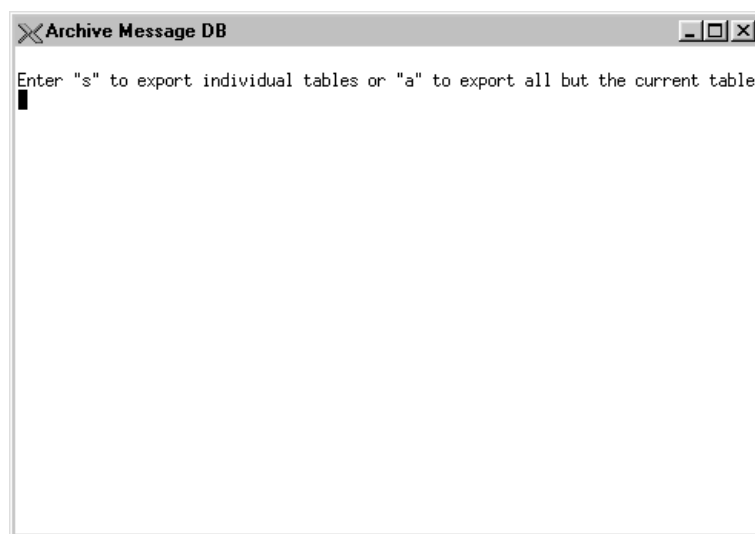 Archive Message DB
Enter "s" to export individual tables or "a" to export all but the current table